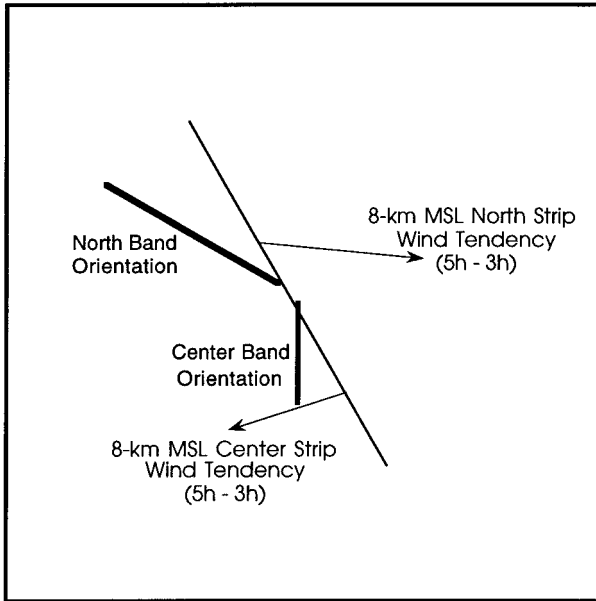 8-km MSL North Strip
Wind Tendency
(5h - 3h)
North Band
Orientation
Center Band
Orientation
8-km MSL Center Strip
Wind Tendency
(5h - 3h)